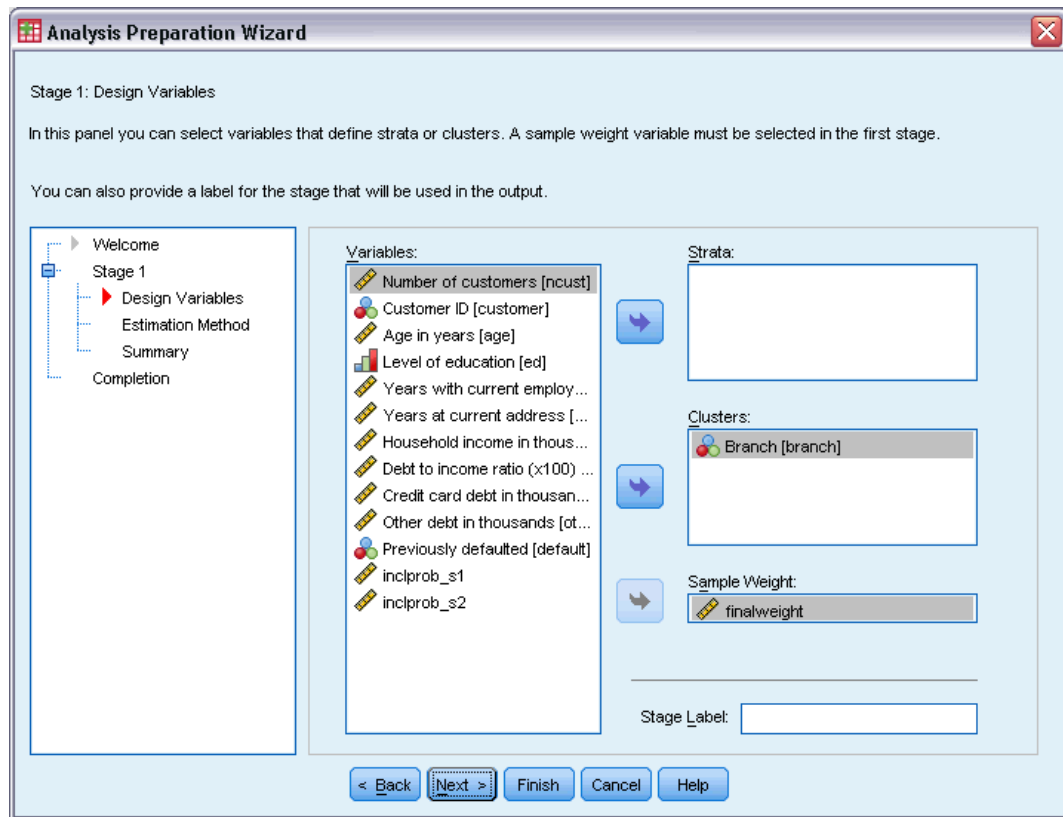 Analysis Preparation Wizard
Stage 1: Design Variables
In this panel you can select variables that define strata or clusters. A sample weight variable must be selected in the first stage.
You can also provide a label for the stage that will be used in the output.
Welcome
Stage 1
Design Variables
Estimation Method
Summary
Completion
Variables:
Number of customers [ncust]
Customer ID [customer]
Age in years [age]
Level of education [ed]
Years with current employ...
Years at current address [...
Household income in thous...
Debt to income ratio (x100) ...
Credit card debt in thousan...
Other debt in thousands [ot...
Previously defaulted [default]
inclprob_s1
inclprob_s2
Strata:
Clusters:
Branch [branch]
Sample Weight:
finalweight
Stage Label:
< Back
Next >
Finish
Cancel
Help